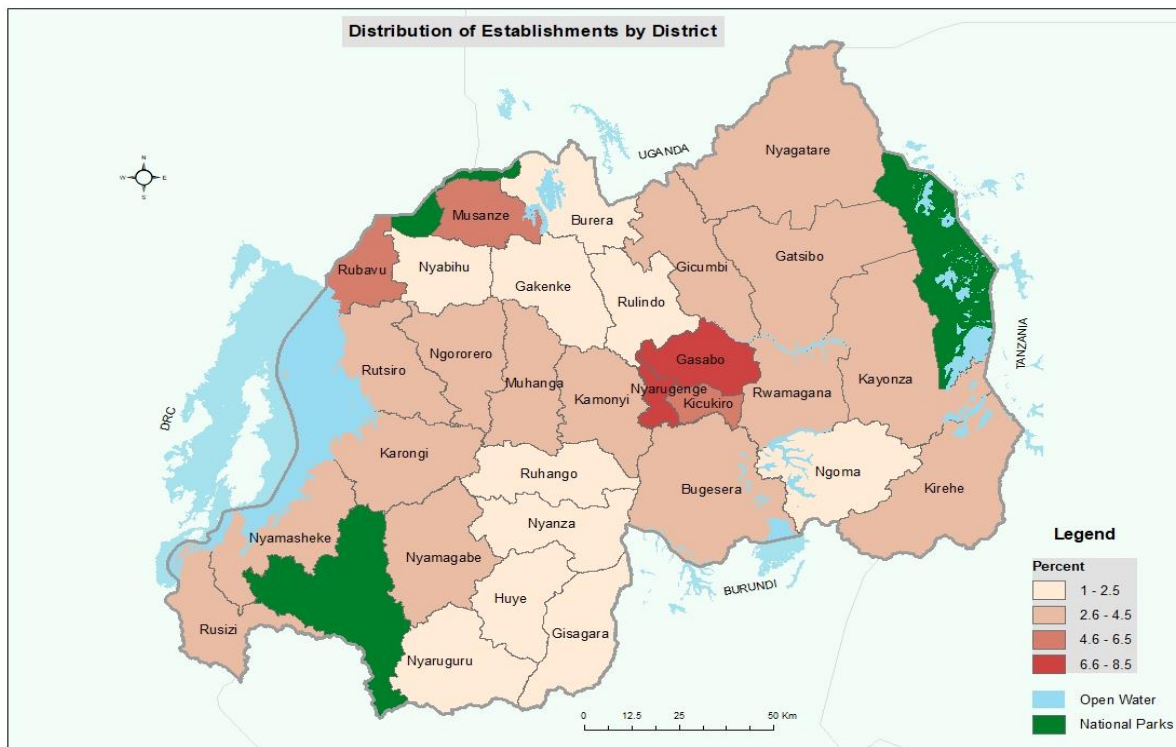 Distribution of Establishments by District
UGANDA
Nyagatare
N
W E
S
Musanze
Burera
Rubavu
Nyabihu
Gakenke
Gicumbi
Gatsibo
Rulindo
TANZANIA
Rutsiro
Ngororero
Gasabo
Muhanga
Kamonyi
Nyarugenge
Kicukiro
Rwamagana
Kayonza
DRC
Karongi
Ruhango
Bugesera
Ngoma
Kirehe
Nyamasheke
Nyanza
Nyamagabe
BURUNDI
Huye
Rusizi
Gisagara
Nyaruguru
Legend
Percent
1 - 2.5
2.6 - 4.5
4.6 - 6.5
6.6 - 8.5
Open Water
National Parks
0 12.5 25 50 Km